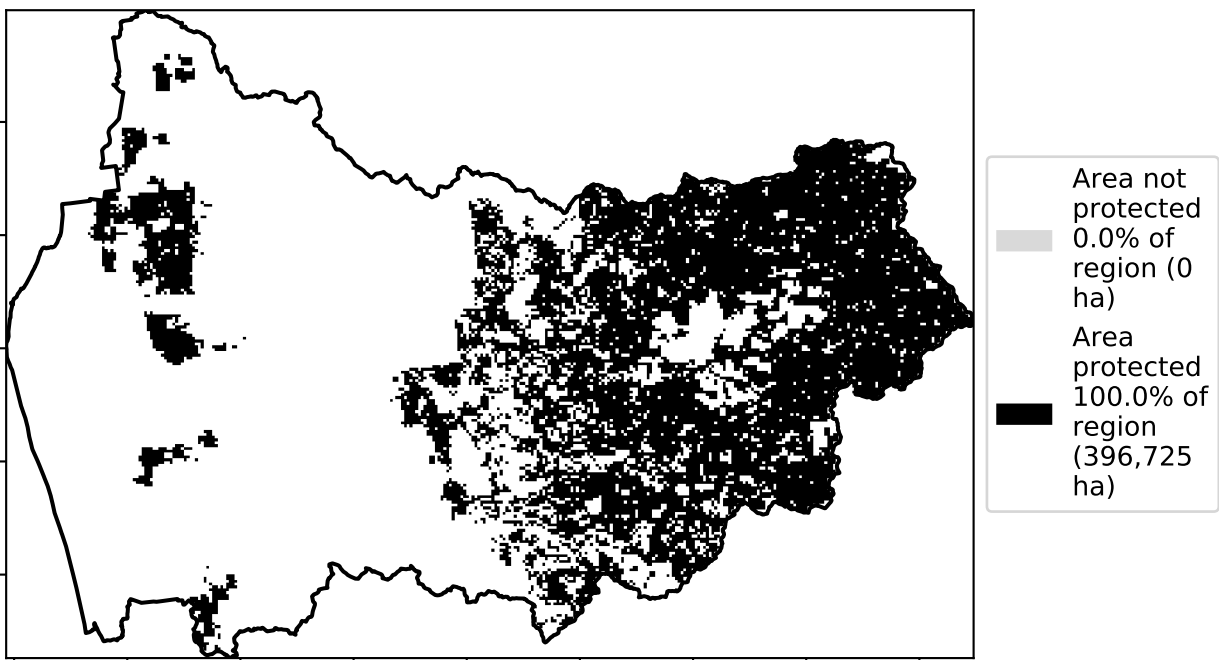 Area not
protected
0.0% of
region (0
ha)
Area
protected
100.0% of
region
(396,725
ha)